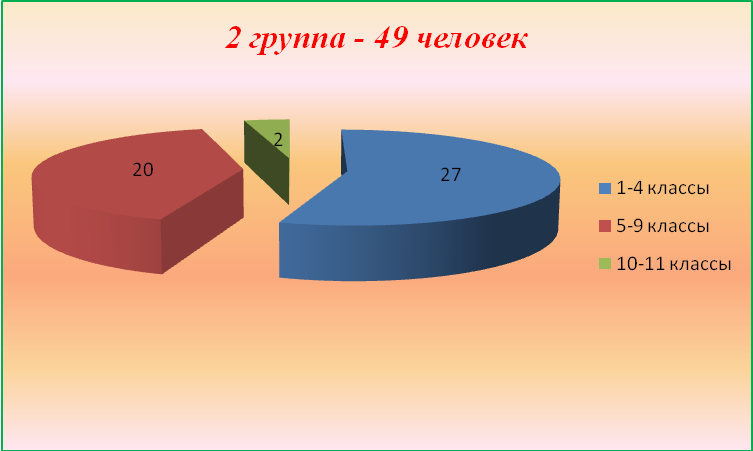 2 группа - 49 человек
2
20
27
1-4 классы
5-9 классы
10-11 классы